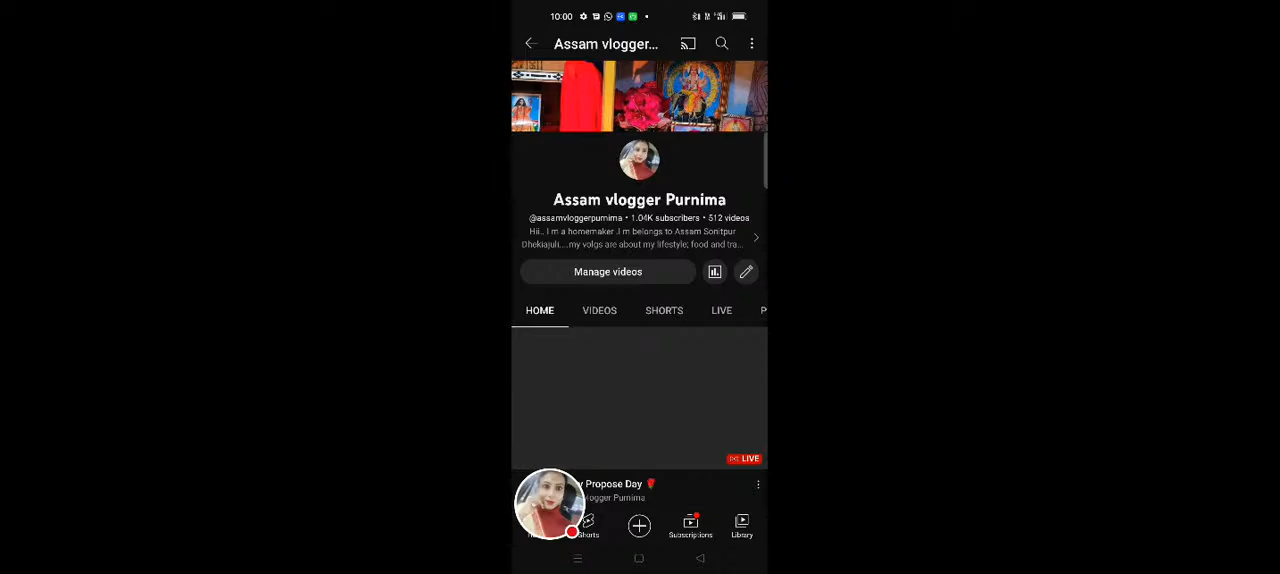 10:00
Assam vlogger...
Assam vlogger Purnima
@assamvloggerpurnima • 1.04K subscribers • 512 videos
Hii.. I m a homemaker .I m belongs to Assam Sonitpur
Dhekiajuli....my volgs are about my lifestyle; food and tra...
Manage videos
HOME VIDEOS SHORTS LIVE P
LIVE
y Propose Day 🌹
logger Purnima
Shorts Subscriptions Library